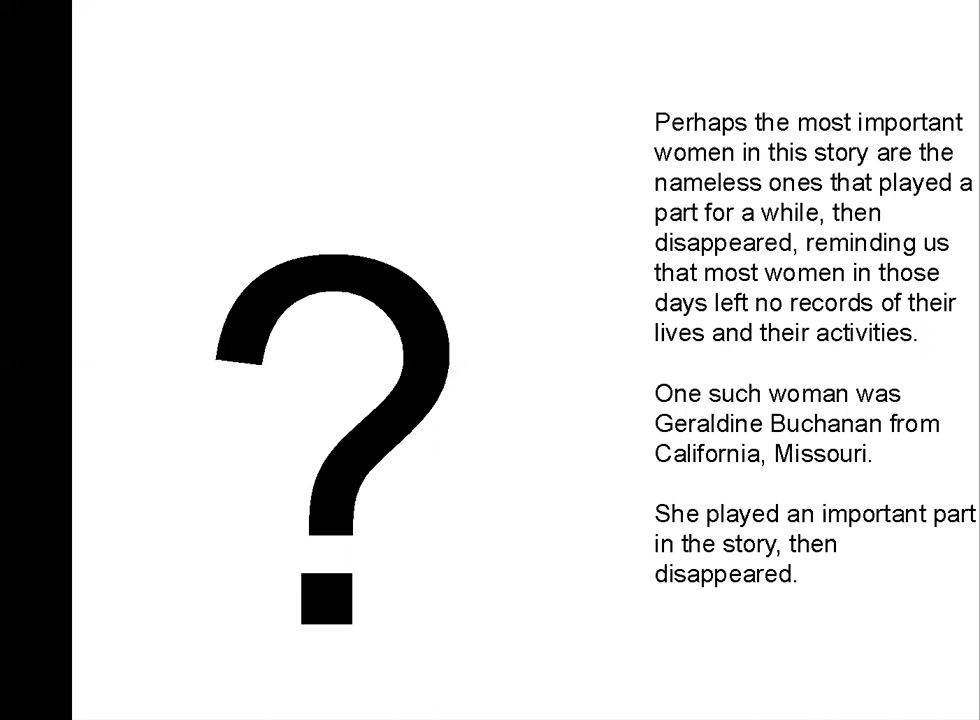 ?
Perhaps the most important
women in this story are the
nameless ones that played a
part for a while, then
disappeared, reminding us
that most women in those
days left no records of their
lives and their activities.
One such woman was
Geraldine Buchanan from
California, Missouri.
She played an important part
in the story, then
disappeared.